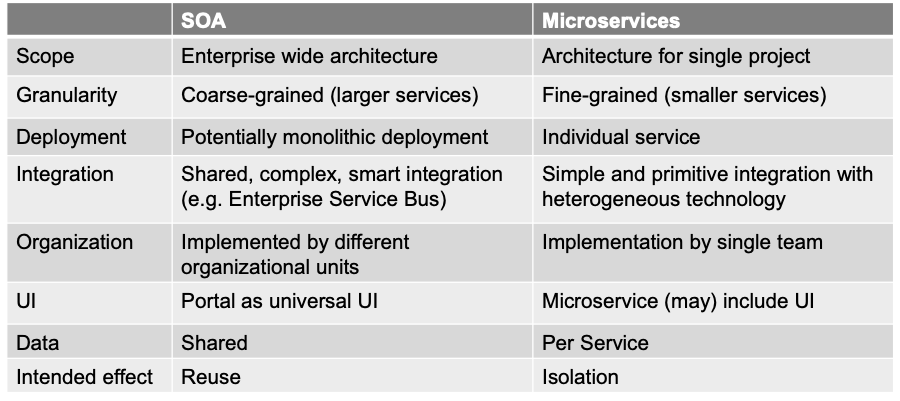 SOA Microservices
Scope Enterprise wide architecture Architecture for single project
Granularity Coarse-grained (larger services) Fine-grained (smaller services)
Deployment Potentially monolithic deployment Individual service
Integration Shared, complex, smart integration Simple and primitive integration with
(e.g. Enterprise Service Bus) heterogeneous technology
Organization Implemented by different Implementation by single team
organizational units
UI Portal as universal UI Microservice (may) include UI
Data Shared Per Service
Intended effect Reuse Isolation